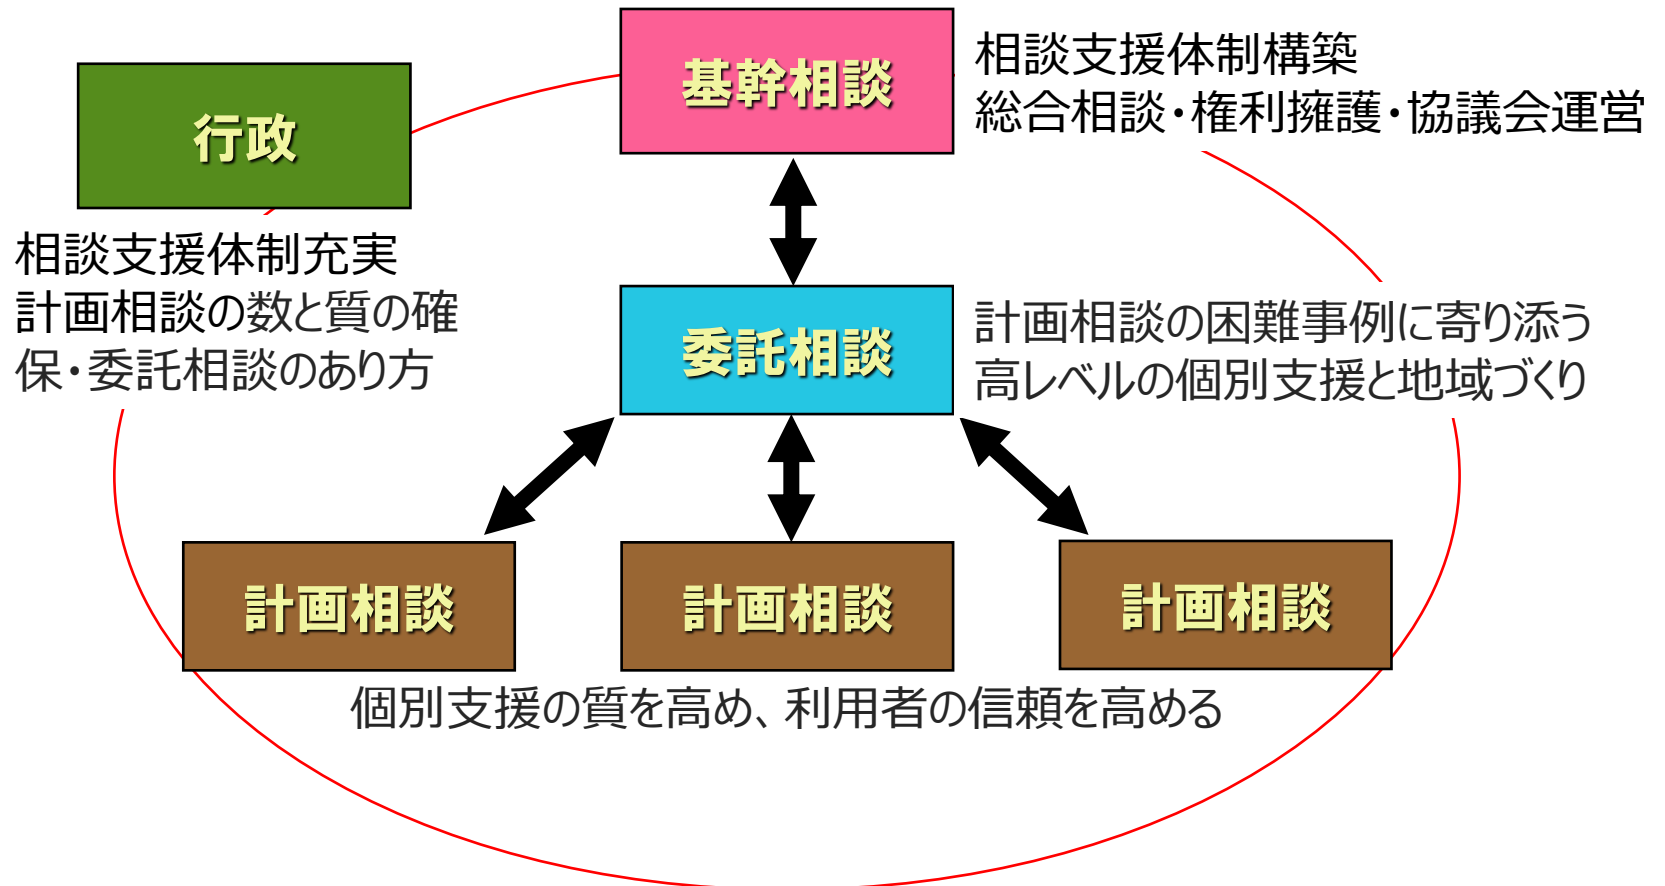 基幹相談
相談支援体制構築
総合相談・権利擁護・協議会運営
行政
相談支援体制充実
計画相談の数と質の確
保・委託相談のあり方
委託相談
計画相談の困難事例に寄り添う
高レベルの個別支援と地域づくり
計画相談
計画相談
計画相談
個別支援の質を高め、利用者の信頼を高める